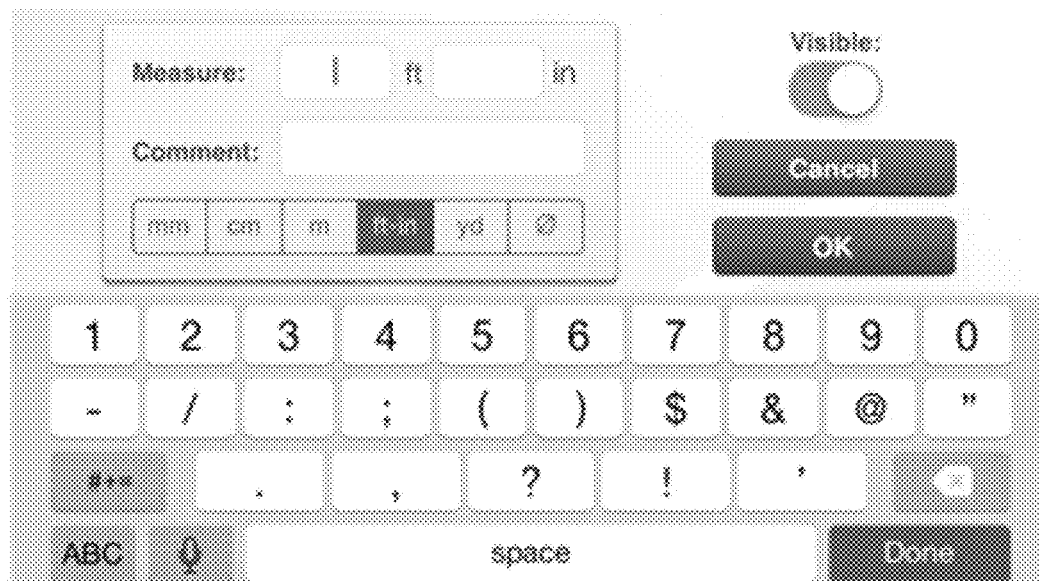 Visible:
Measure: ft in
Comment:
Cancel
mm cm m ft-in yd Ø
OK
1 2 3 4 5 6 7 8 9 0
- / : ; ( ) $ & @ "
#+= . , ? ! '
ABC space Done